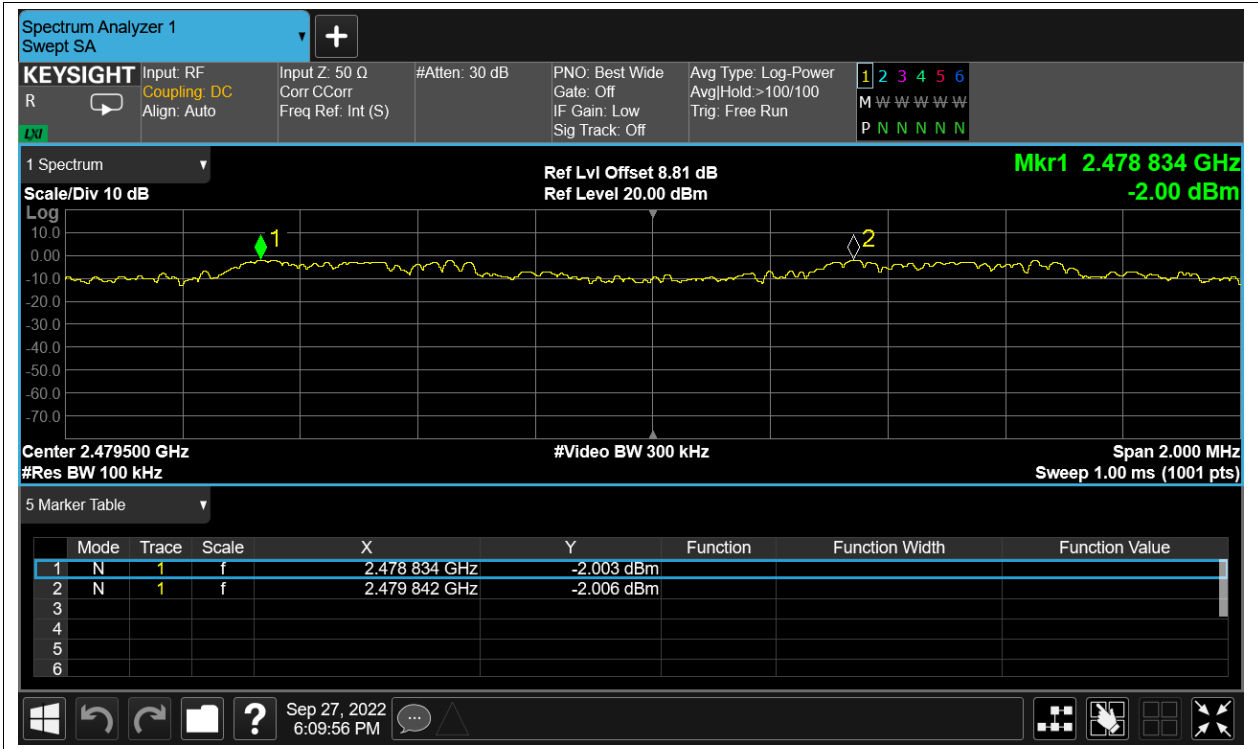 Spectrum Analyzer 1
Swept SA
KEYSIGHT Input: RF Input Z: 50 Ω #Atten: 30 dB PNO: Best Wide Avg Type: Log-Power 1 2 3 4 5 6
R Coupling: DC Corr CCorr Gate: Off Avg|Hold:>100/100 M W W W W W
Align: Auto Freq Ref: Int (S) IF Gain: Low Trig: Free Run
LXI Sig Track: Off P N N N N N
1 Spectrum Ref Lvl Offset 8.81 dB Mkr1 2.478 834 GHz
Scale/Div 10 dB Ref Level 20.00 dBm -2.00 dBm
Log
10.0
0.00
-10.0
-20.0
-30.0
-40.0
-50.0
-60.0
-70.0
1
2
Center 2.479500 GHz #Video BW 300 kHz Span 2.000 MHz
#Res BW 100 kHz Sweep 1.00 ms (1001 pts)
5 Marker Table
Mode Trace Scale X Y Function Function Width Function Value
1 N 1 f 2.478 834 GHz -2.003 dBm
2 N 1 f 2.479 842 GHz -2.006 dBm
3
4
5
6
? Sep 27, 2022
6:09:56 PM